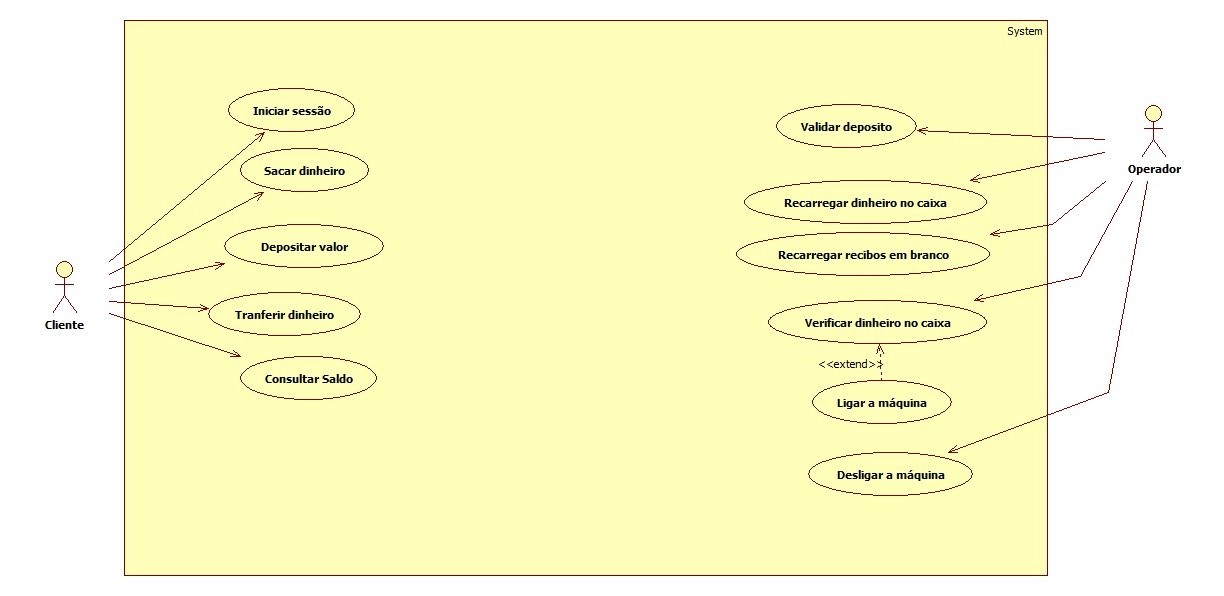 System
Iniciar sessão
Sacar dinheiro
Depositar valor
Tranferir dinheiro
Consultar Saldo
Cliente
Validar deposito
Recarregar dinheiro no caixa
Recarregar recibos em branco
Verificar dinheiro no caixa
<<extend>>
Ligar a máquina
Desligar a máquina
Operador